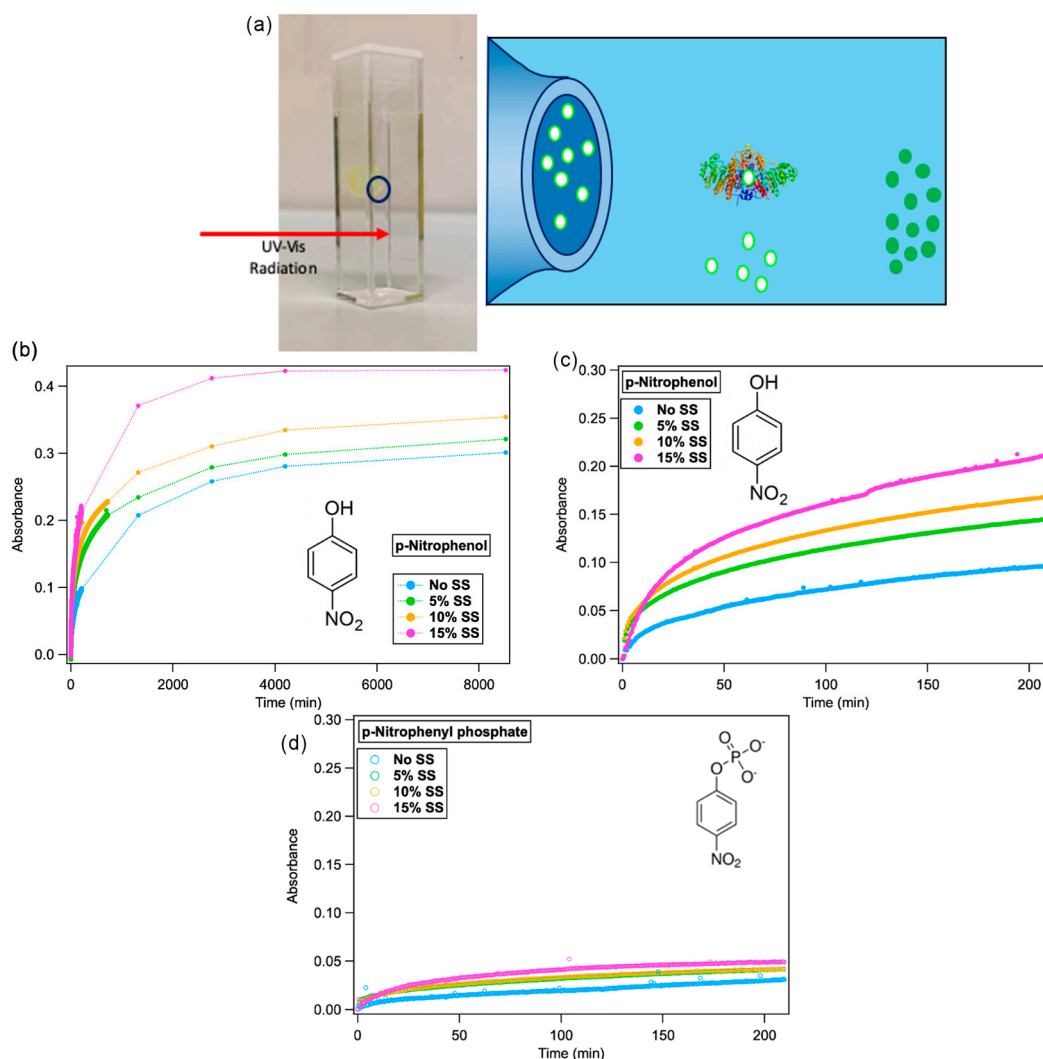 (a)
UV-Vis
Radiation
(b)
Absorbance
0.4
0.3
0.2
0.1
0.0
0
2000
4000
6000
8000
Time (min)
OH
NO2
p-Nitrophenol
No SS
5% SS
10% SS
15% SS
(c)
Absorbance
0.30
0.25
0.20
0.15
0.10
0.05
0.00
0
50
100
150
200
Time (min)
p-Nitrophenol
No SS
5% SS
10% SS
15% SS
OH
NO2
(d)
Absorbance
0.30
0.25
0.20
0.15
0.10
0.05
0.00
0
50
100
150
200
Time (min)
p-Nitrophenyl phosphate
No SS
5% SS
10% SS
15% SS
O
O-
P
O
O-
NO2